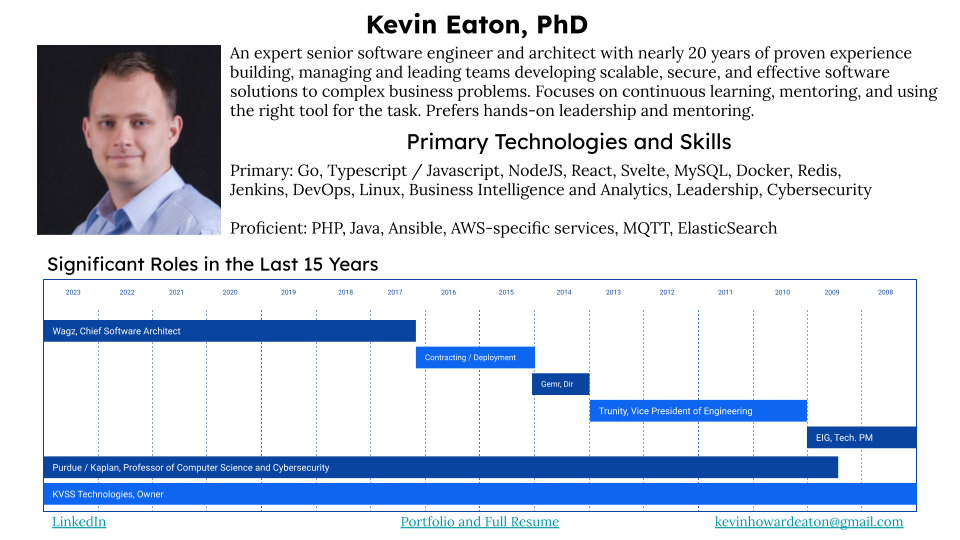 Kevin Eaton, PhD
An expert senior software engineer and architect with nearly 20 years of proven experience
building, managing and leading teams developing scalable, secure, and effective software
solutions to complex business problems. Focuses on continuous learning, mentoring, and using
the right tool for the task. Prefers hands-on leadership and mentoring.
Primary Technologies and Skills
Primary: Go, Typescript / Javascript, NodeJS, React, Svelte, MySQL, Docker, Redis,
Jenkins, DevOps, Linux, Business Intelligence and Analytics, Leadership, Cybersecurity
Proficient: PHP, Java, Ansible, AWS-specific services, MQTT, ElasticSearch
Significant Roles in the Last 15 Years
2023 2022 2021 2020 2019 2018 2017 2016 2015 2014 2013 2012 2011 2010 2009 2008
Wagz, Chief Software Architect
Contracting / Deployment
Gemr, Dir
Trunity, Vice President of Engineering
EIG, Tech. PM
Purdue / Kaplan, Professor of Computer Science and Cybersecurity
KVSS Technologies, Owner
LinkedIn Portfolio and Full Resume kevinhowardeaton@gmail.com